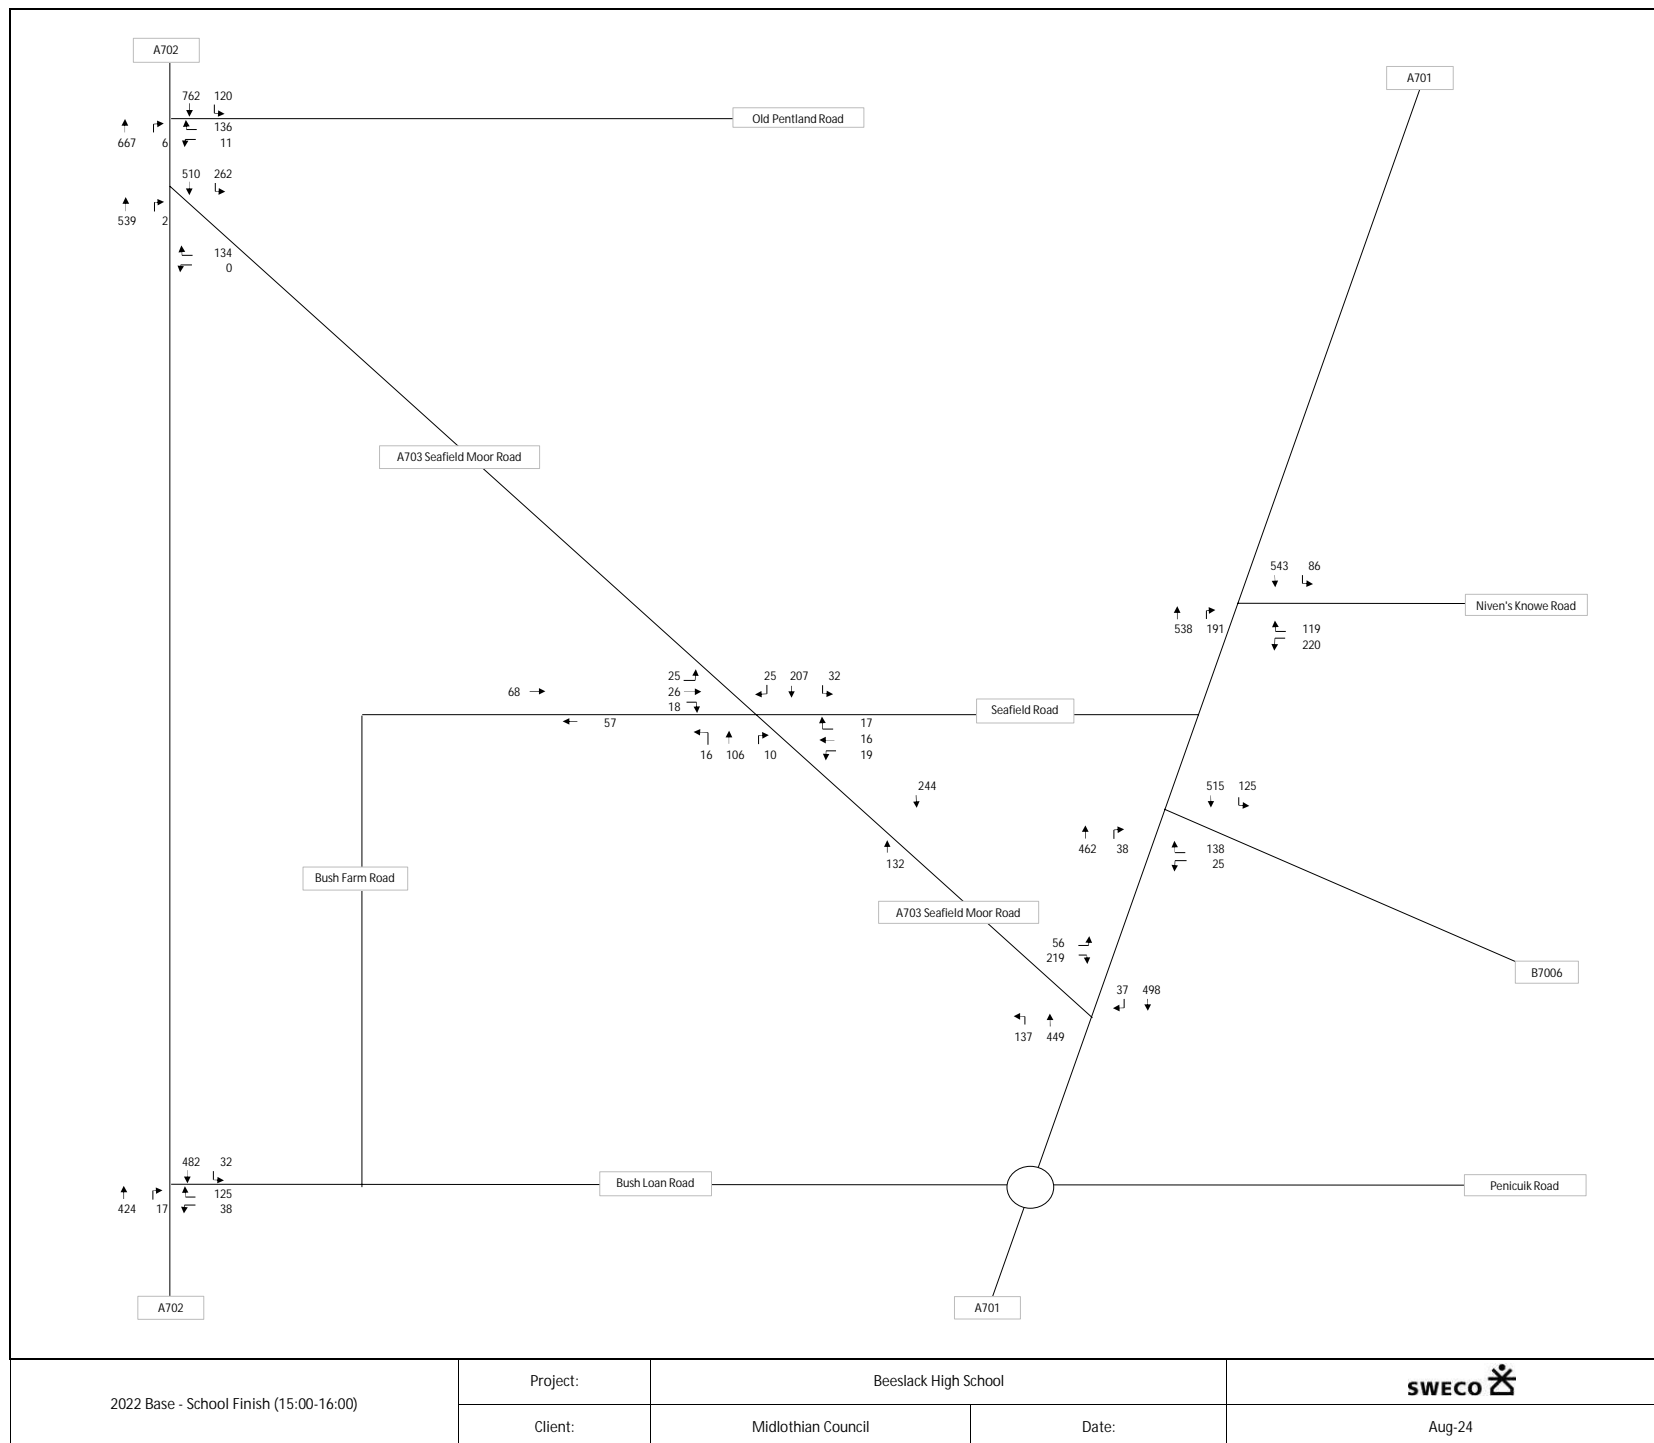 A702
A701
762 120
Old Pentland Road
136
667 6 11
510 262
539 2
134
0
A703 Seafield Moor Road
543 86
Niven's Knowe Road
538 191 119
220
25 25 207 32
68 26
18
Seafield Road
57 17
16
16 106 10 19
244
515 125
462 38 138
132 25
Bush Farm Road
A703 Seafield Moor Road
56
219
B7006
37 498
137 449
482 32
Bush Loan Road
Penicuik Road
125
424 17 38
A702
A701
2022 Base - School Finish (15:00-16:00)
Project:
Beeslack High School
SWECO
Client:
Midlothian Council
Date:
Aug-24